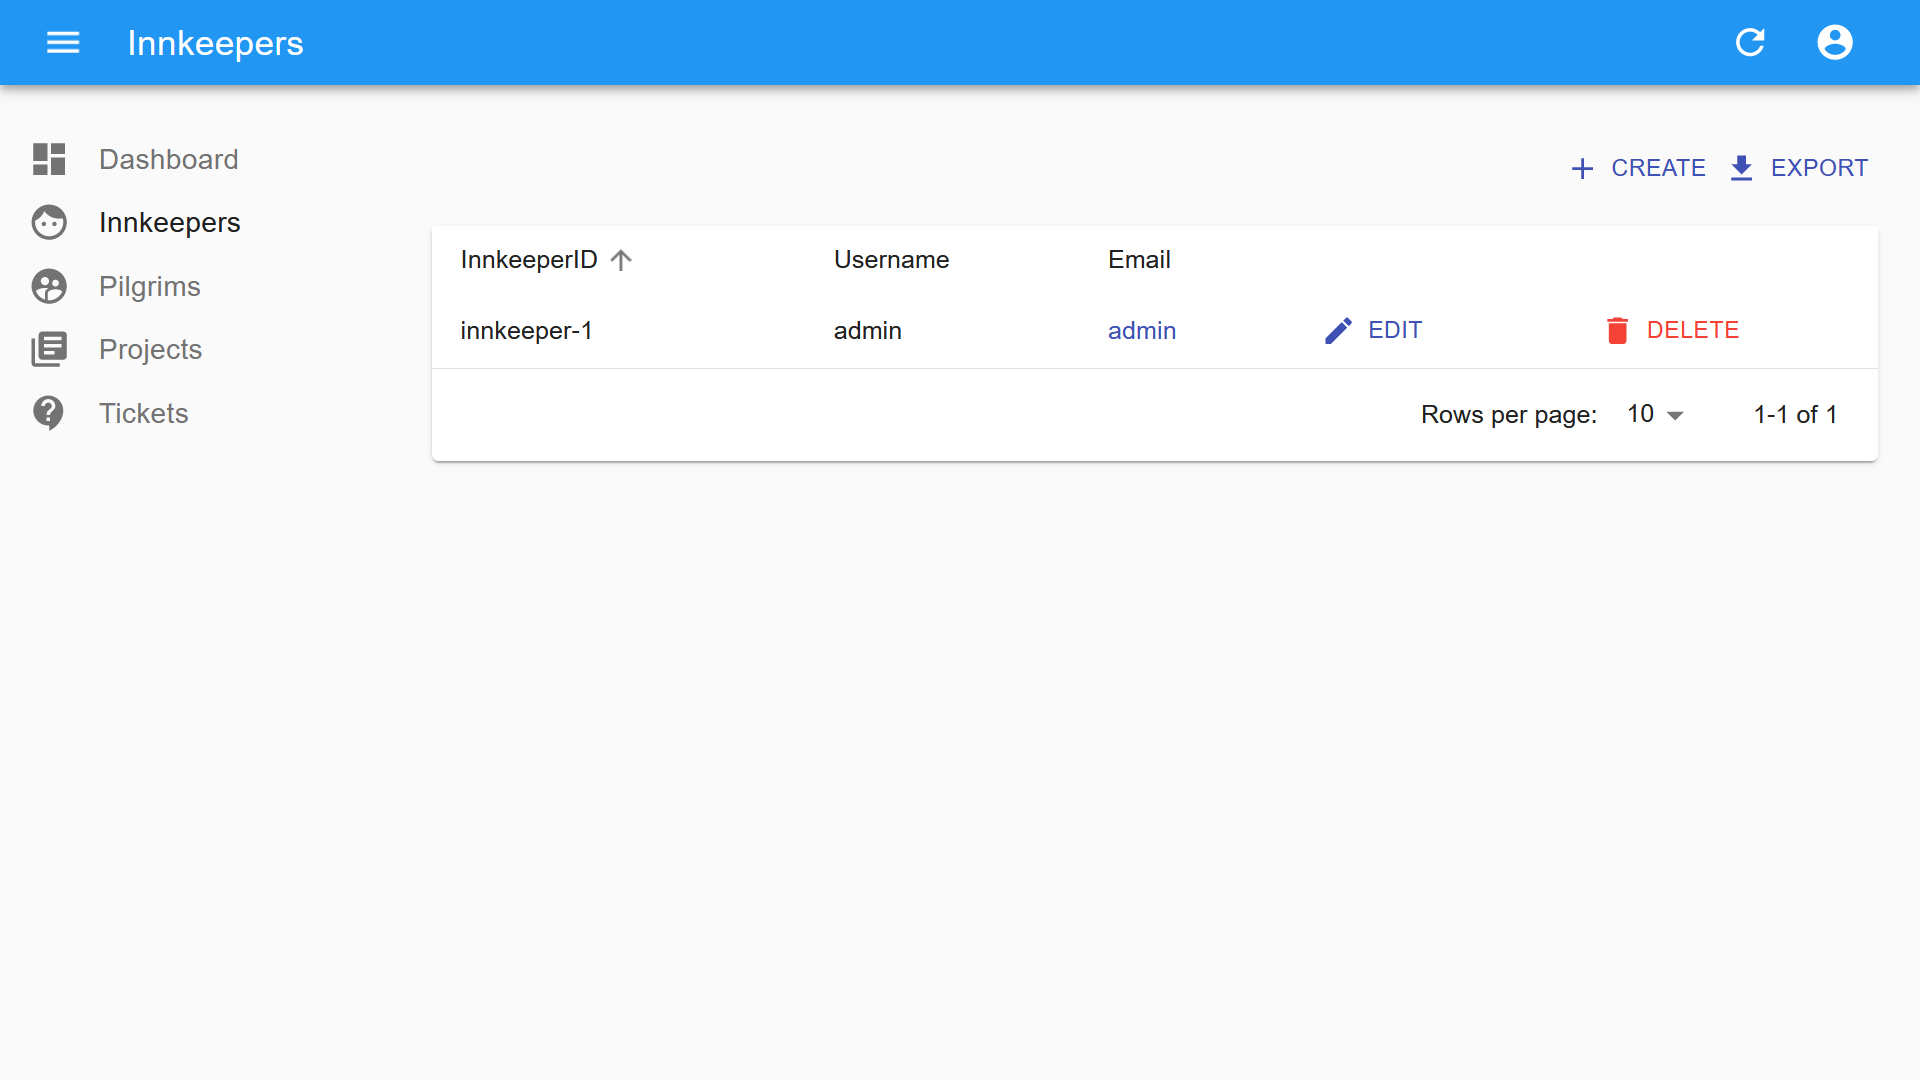 Innkeepers
Dashboard
Innkeepers
Pilgrims
Projects
Tickets
CREATE EXPORT
InnkeeperID Username Email
innkeeper-1 admin admin EDIT DELETE
Rows per page: 10 1-1 of 1